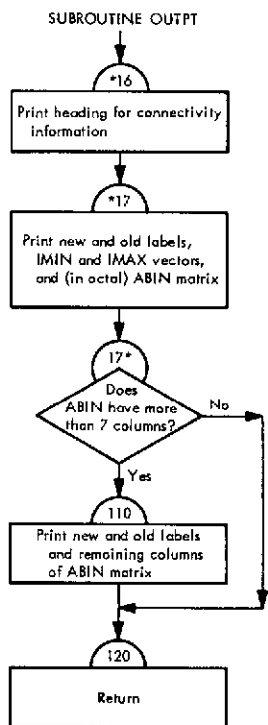 SUBROUTINE OUTPT
*16
Print heading for connectivity
information
*17
Print new and old labels,
IMIN and IMAX vectors,
and (in octal) ABIN matrix
17*
Does
ABIN have more
than 7 columns?
No
Yes
110
Print new and old labels
and remaining columns
of ABIN matrix
120
Return